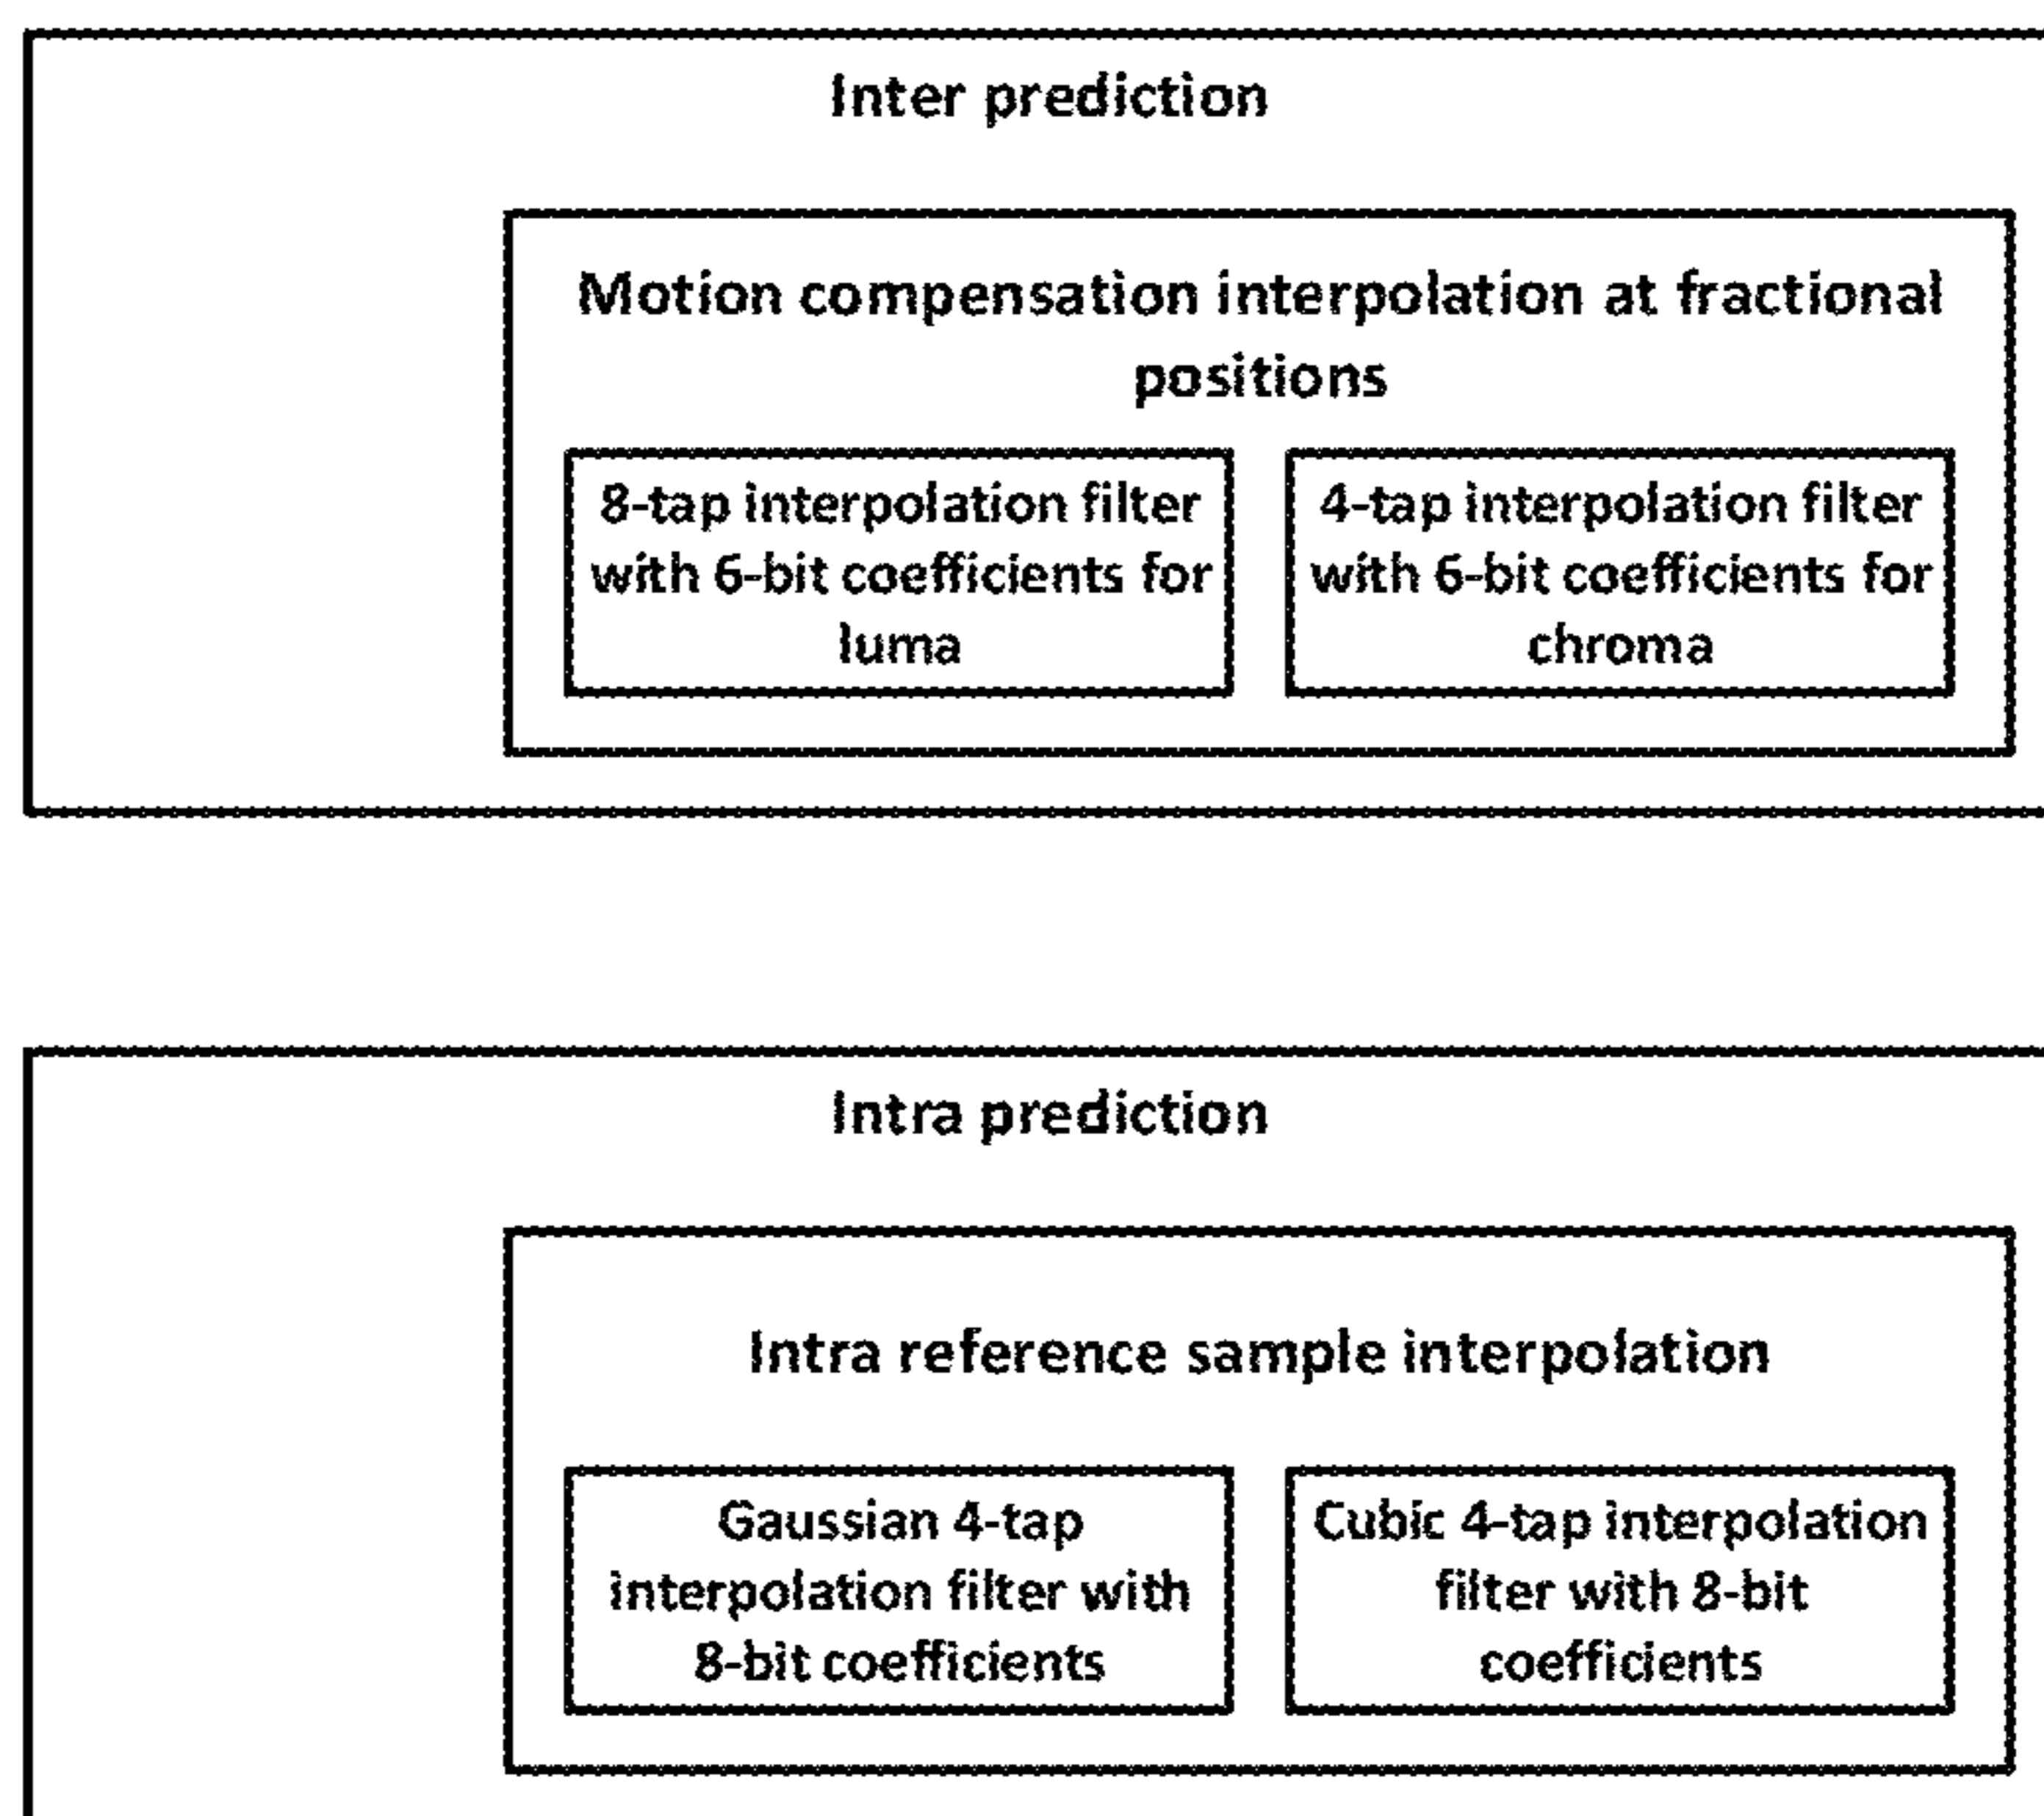 Inter prediction
Motion compensation interpolation at fractional
positions
8-tap interpolation filter
with 6-bit coefficients for
luma
4-tap interpolation filter
with 6-bit coefficients for
chroma
Intra prediction
Intra reference sample interpolation
Gaussian 4-tap
interpolation filter with
8-bit coefficients
Cubic 4-tap interpolation
filter with 8-bit
coefficients